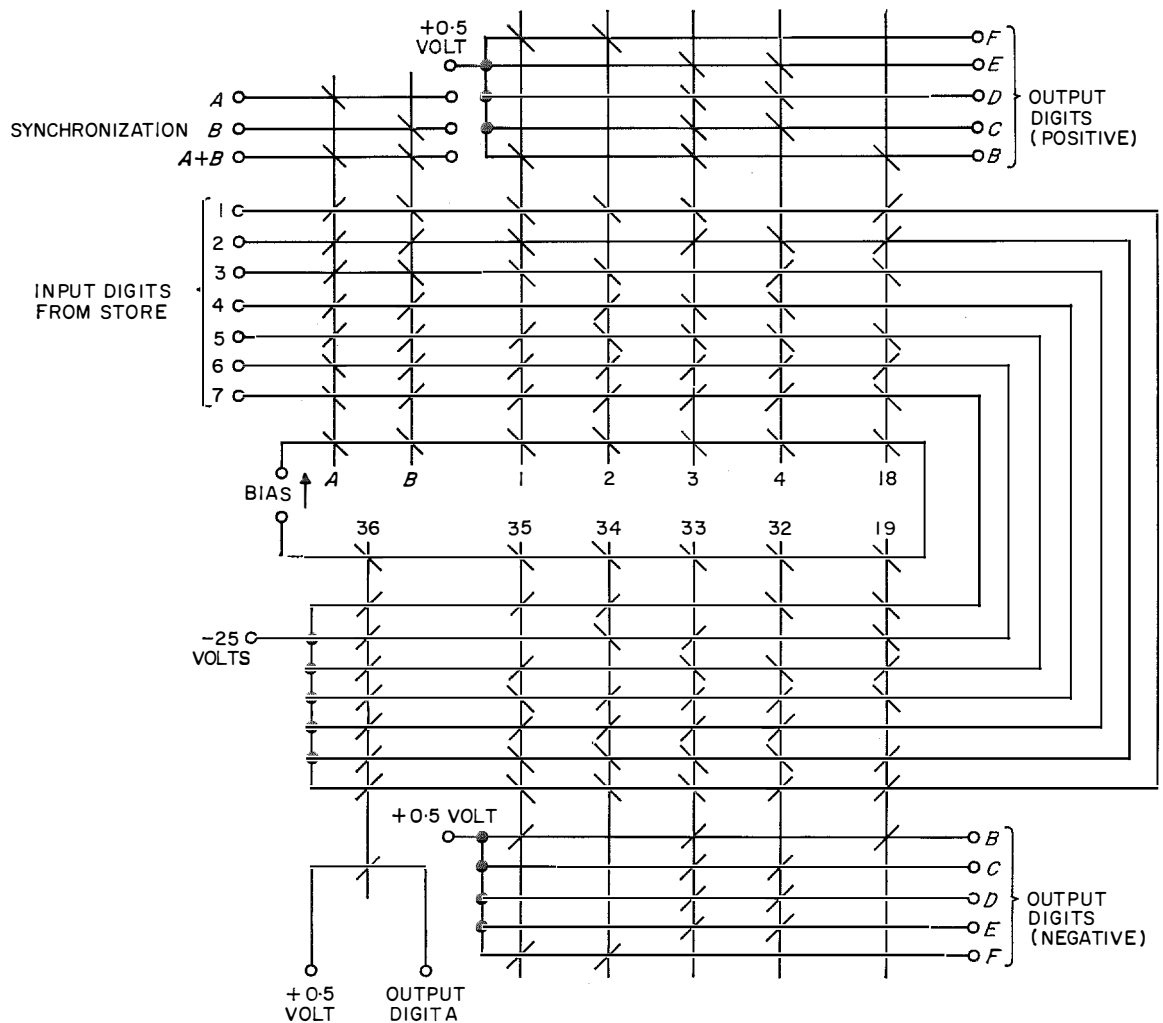 +0·5
VOLT
F
E
D
C
B
OUTPUT
DIGITS
(POSITIVE)
SYNCHRONIZATION
A
B
A+B
INPUT DIGITS
FROM STORE
1
2
3
4
5
6
7
BIAS
A B 1 2 3 4 18
36 35 34 33 32 19
-25
VOLTS
+0·5 VOLT
B
C
D
E
F
OUTPUT
DIGITS
(NEGATIVE)
+0·5
VOLT
OUTPUT
DIGIT A